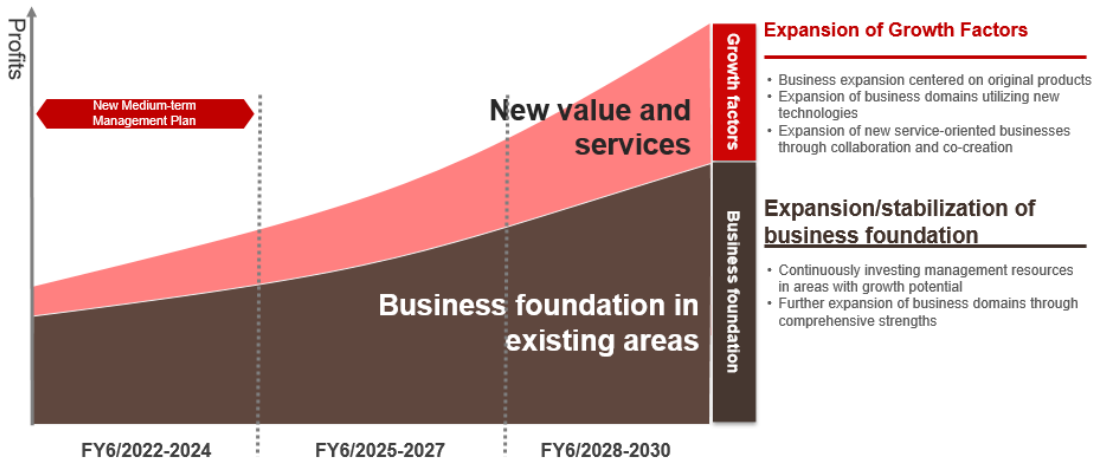 Profits
New Medium-term
Management Plan
New value and
services
Business foundation in
existing areas
Growth factors
Business foundation
Expansion of Growth Factors
• Business expansion centered on original products
• Expansion of business domains utilizing new
technologies
• Expansion of new service-oriented businesses
through collaboration and co-creation
Expansion/stabilization of
business foundation
• Continuously investing management resources
in areas with growth potential
• Further expansion of business domains through
comprehensive strengths
FY6/2022-2024
FY6/2025-2027
FY6/2028-2030